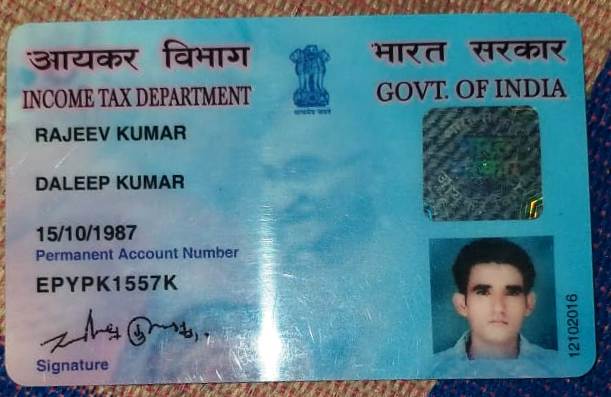 आयकर विभाग
INCOME TAX DEPARTMENT
भारत सरकार
GOVT. OF INDIA
सत्यमेव जयते
RAJEEV KUMAR
DALEEP KUMAR
15/10/1987
Permanent Account Number
EPYPK1557K
Signature
12102016